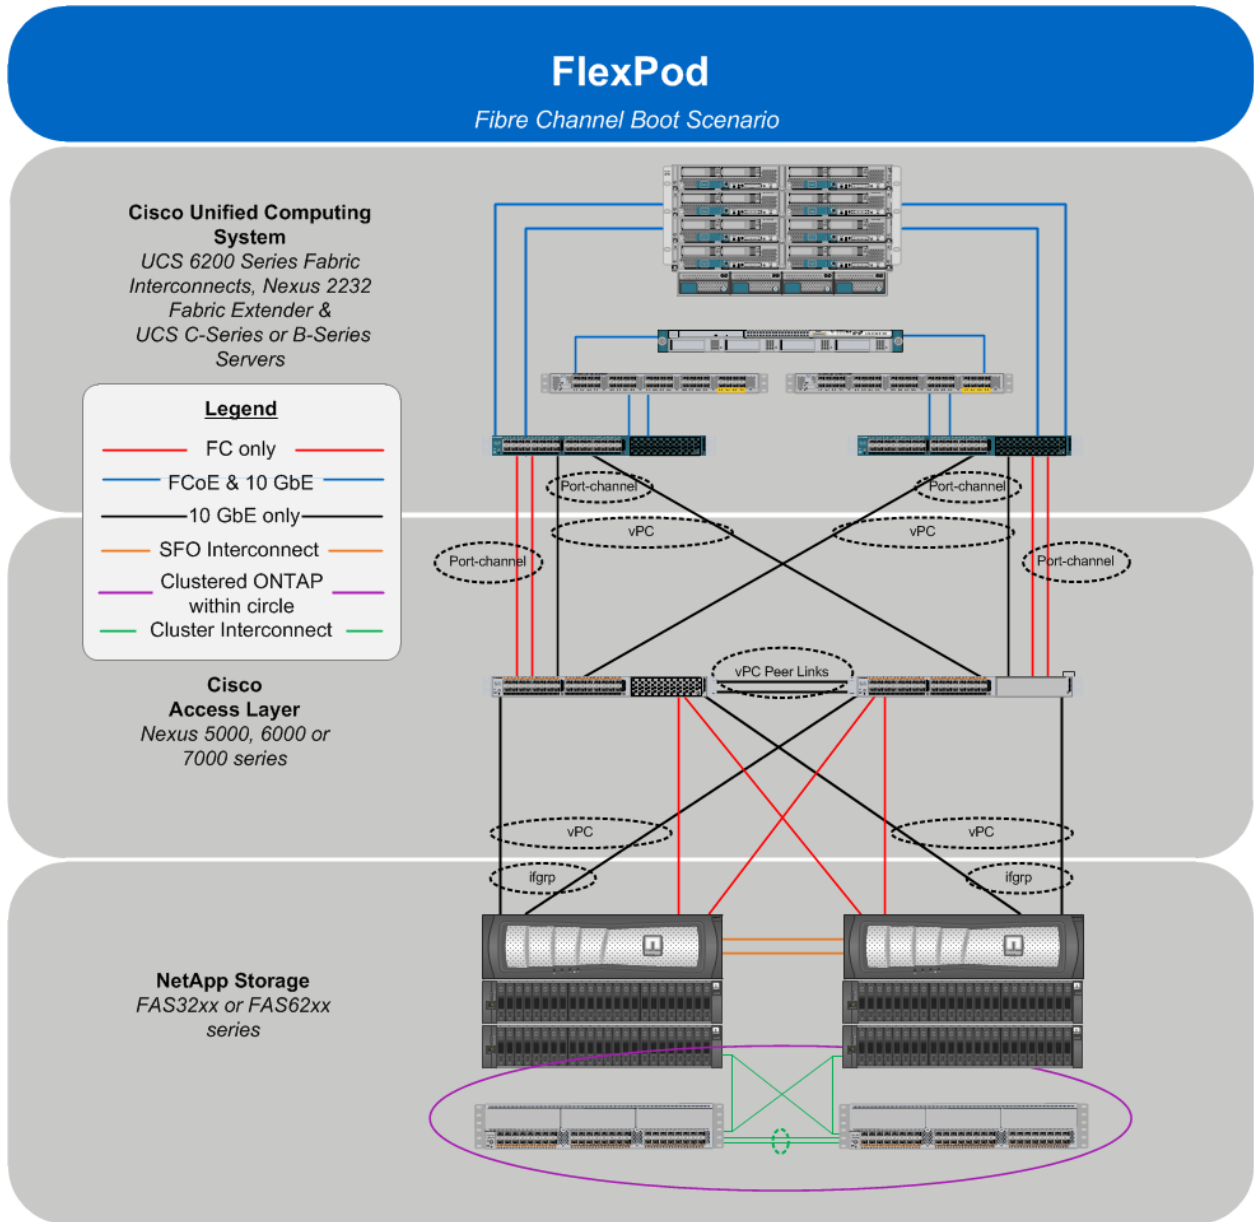 FlexPod
Fibre Channel Boot Scenario
Cisco Unified Computing
System
UCS 6200 Series Fabric
Interconnects, Nexus 2232
Fabric Extender &
UCS C-Series or B-Series
Servers
Legend
FC only
FCoE & 10 GbE
10 GbE only
SFO Interconnect
Clustered ONTAP
within circle
Cluster Interconnect
Port-channel
Port-channel
vPC
vPC
Port-channel
Port-channel
vPC Peer Links
Cisco
Access Layer
Nexus 5000, 6000 or
7000 series
vPC
vPC
ifgrp
ifgrp
NetApp Storage
FAS32xx or FAS62xx
series